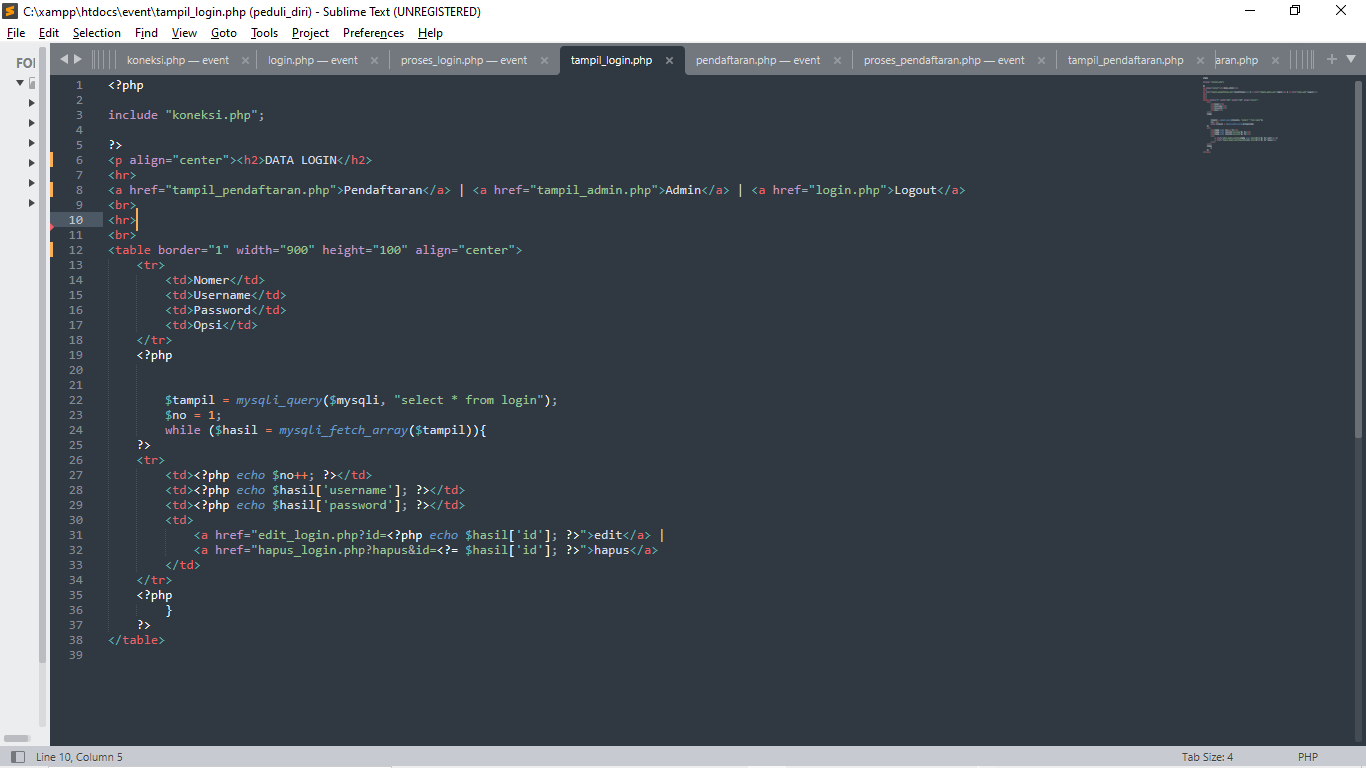 C:\xampp\htdocs\event\tampil_login.php (peduli_diri) - Sublime Text (UNREGISTERED)
File Edit Selection Find View Goto Tools Project Preferences Help
FOI
koneksi.php — event × login.php — event × proses_login.php — event × tampil_login.php × pendaftaran.php — event × proses_pendaftaran.php — event × tampil_pendaftaran.php × aran.php × +
1 <?php
2
3 include "koneksi.php";
4
5 ?>
6 <p align="center"><h2>DATA LOGIN</h2>
7 <hr>
8 <a href="tampil_pendaftaran.php">Pendaftaran</a> | <a href="tampil_admin.php">Admin</a> | <a href="login.php">Logout</a>
9 <br>
10 <hr>
11 <br>
12 <table border="1" width="900" height="100" align="center">
13 <tr>
14 <td>Nomer</td>
15 <td>Username</td>
16 <td>Password</td>
17 <td>Opsi</td>
18 </tr>
19 <?php
20
21
22 $tampil = mysqli_query($mysqli, "select * from login");
23 $no = 1;
24 while ($hasil = mysqli_fetch_array($tampil)){
25 ?>
26 <tr>
27 <td><?php echo $no++; ?></td>
28 <td><?php echo $hasil['username']; ?></td>
29 <td><?php echo $hasil['password']; ?></td>
30 <td>
31 <a href="edit_login.php?id=<?php echo $hasil['id']; ?>">edit</a> |
32 <a href="hapus_login.php?hapus&id=<?= $hasil['id']; ?>">hapus</a>
33 </td>
34 </tr>
35 <?php
36 }
37 ?>
38 </table>
39
Line 10, Column 5 Tab Size: 4 PHP